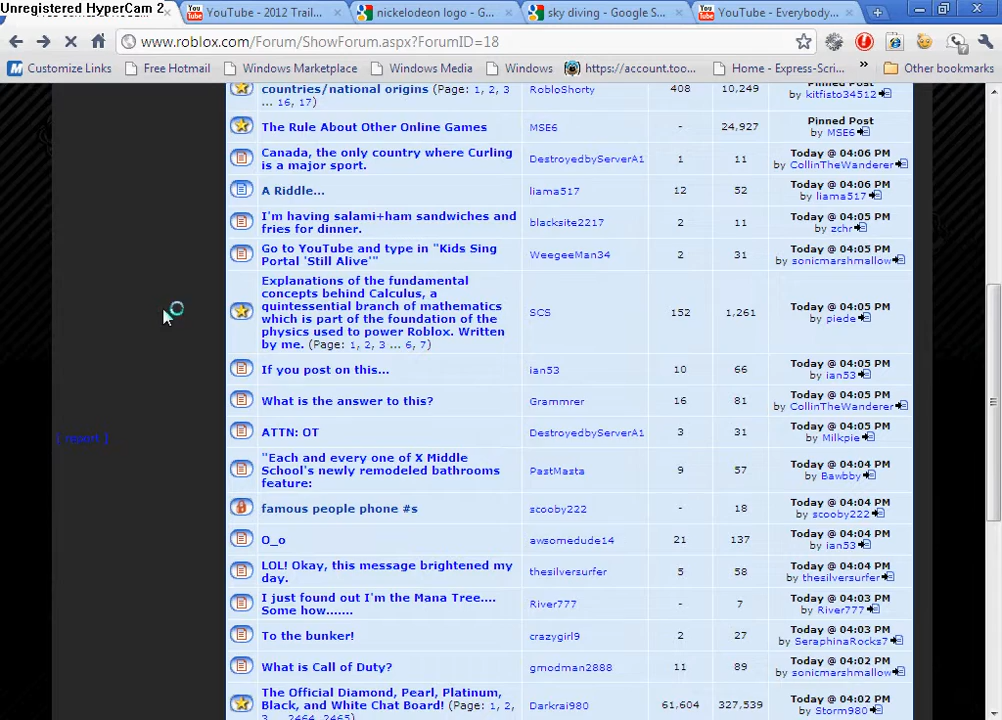 Unregistered HyperCam 2
YouTube - 2012 Trail...
nickelodeon logo - G...
sky diving - Google S...
YouTube - Everybody...
www.roblox.com/Forum/ShowForum.aspx?ForumID=18
Customize Links
Free Hotmail
Windows Marketplace
Windows Media
Windows
https://account.too...
Home - Express-Scri...
»
Other bookmarks
countries/national origins (Page: 1, 2, 3
... 16, 17)
RobloShorty
408
10,249
Pinned Post
by kitfisto34512
The Rule About Other Online Games
MSE6
-
24,927
Pinned Post
by MSE6
Canada, the only country where Curling
is a major sport.
DestroyedbyServerA1
1
11
Today @ 04:06 PM
by CollinTheWanderer
A Riddle...
liama517
12
52
Today @ 04:06 PM
by liama517
I'm having salami+ham sandwiches and
fries for dinner.
blacksite2217
2
11
Today @ 04:05 PM
by zchr
Go to YouTube and type in "Kids Sing
Portal 'Still Alive'"
WeegeeMan34
2
31
Today @ 04:05 PM
by sonicmarshmallow
Explanations of the fundamental
concepts behind Calculus, a
quintessential branch of mathematics
which is part of the foundation of the
physics used to power Roblox. Written
by me. (Page: 1, 2, 3 ... 6, 7)
SCS
152
1,261
Today @ 04:05 PM
by piede
If you post on this...
ian53
10
66
Today @ 04:05 PM
by ian53
What is the answer to this?
Grammrer
16
81
Today @ 04:05 PM
by CollinTheWanderer
[ report ]
ATTN: OT
DestroyedbyServerA1
3
31
Today @ 04:05 PM
by Milkpie
"Each and every one of X Middle
School's newly remodeled bathrooms
feature:
PastMasta
9
57
Today @ 04:04 PM
by Bawbby
famous people phone #s
scooby222
-
18
Today @ 04:04 PM
by scooby222
O_o
awsomedude14
21
137
Today @ 04:04 PM
by ian53
LOL! Okay, this message brightened my
day.
thesilversurfer
5
58
Today @ 04:04 PM
by thesilversurfer
I just found out I'm the Mana Tree....
Some how.......
River777
-
7
Today @ 04:03 PM
by River777
To the bunker!
crazygirl9
2
27
Today @ 04:03 PM
by SeraphinaRocks7
What is Call of Duty?
gmodman2888
11
89
Today @ 04:02 PM
by sonicmarshmallow
The Official Diamond, Pearl, Platinum,
Black, and White Chat Board! (Page: 1, 2,
3 ... 2464, 2465)
Darkrai980
61,604
327,539
Today @ 04:02 PM
by Storm980